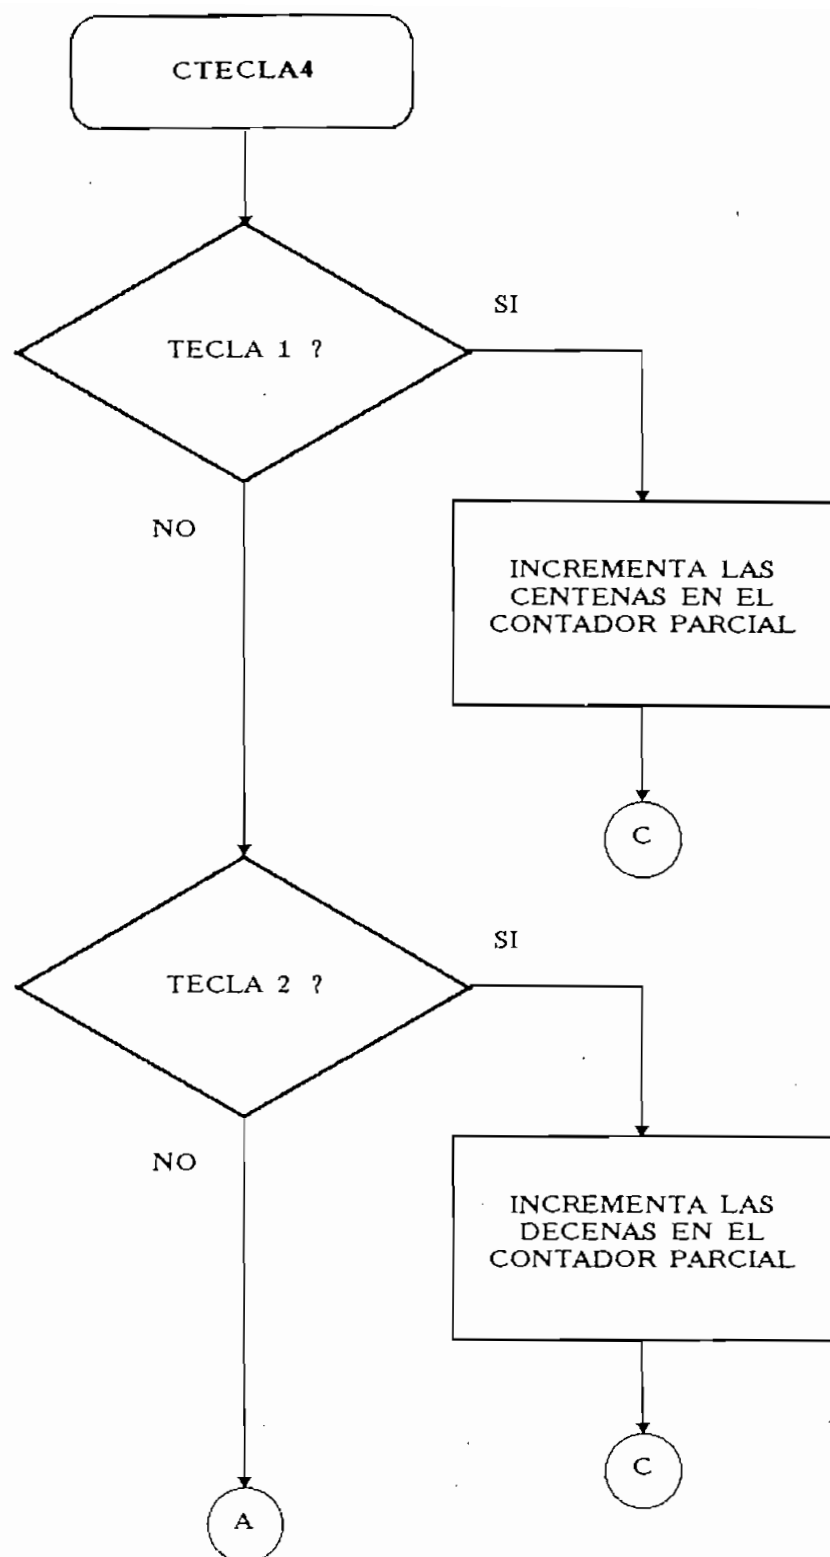 CTECLA4
TECLA 1 ?
SI
NO
INCREMENTA LAS
CENTENAS EN EL
CONTADOR PARCIAL
C
TECLA 2 ?
SI
NO
INCREMENTA LAS
DECENAS EN EL
CONTADOR PARCIAL
C
A